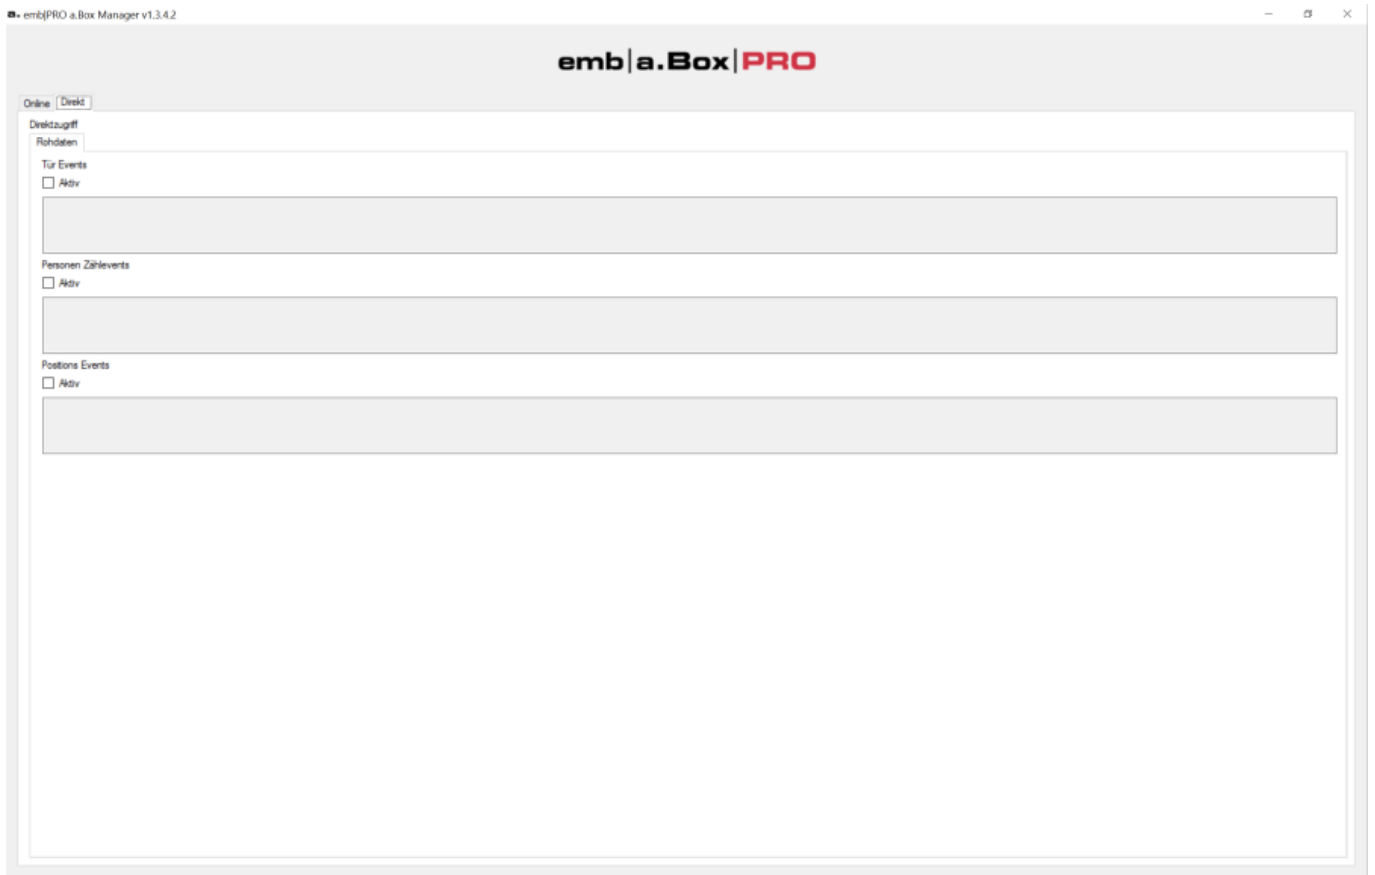 a. emb|PRO a.Box Manager v1.3.4.2
emb|a.Box|PRO
Online Direkt
Direktzugriff
Rohdaten
Tür Events
Aktiv
Personen Zählevents
Aktiv
Positions Events
Aktiv